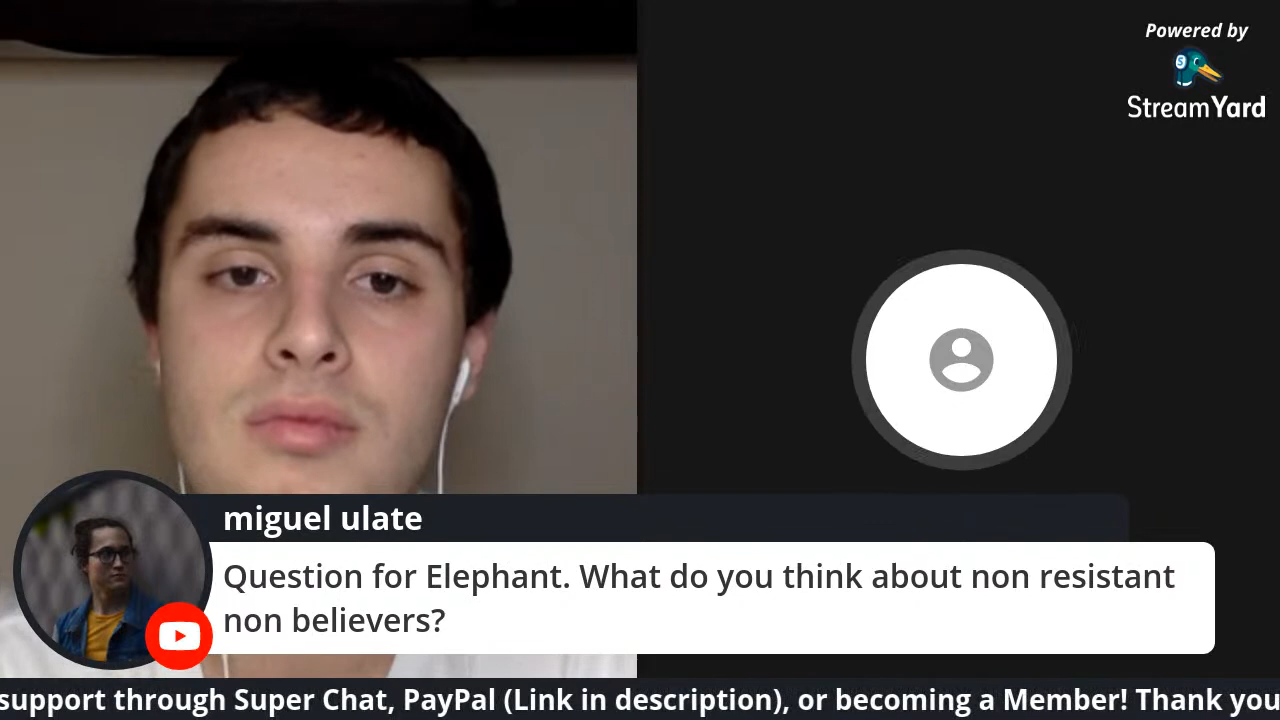 Powered by
StreamYard
miguel ulate
Question for Elephant. What do you think about non resistant
non believers?
support through Super Chat, PayPal (Link in description), or becoming a Member! Thank you